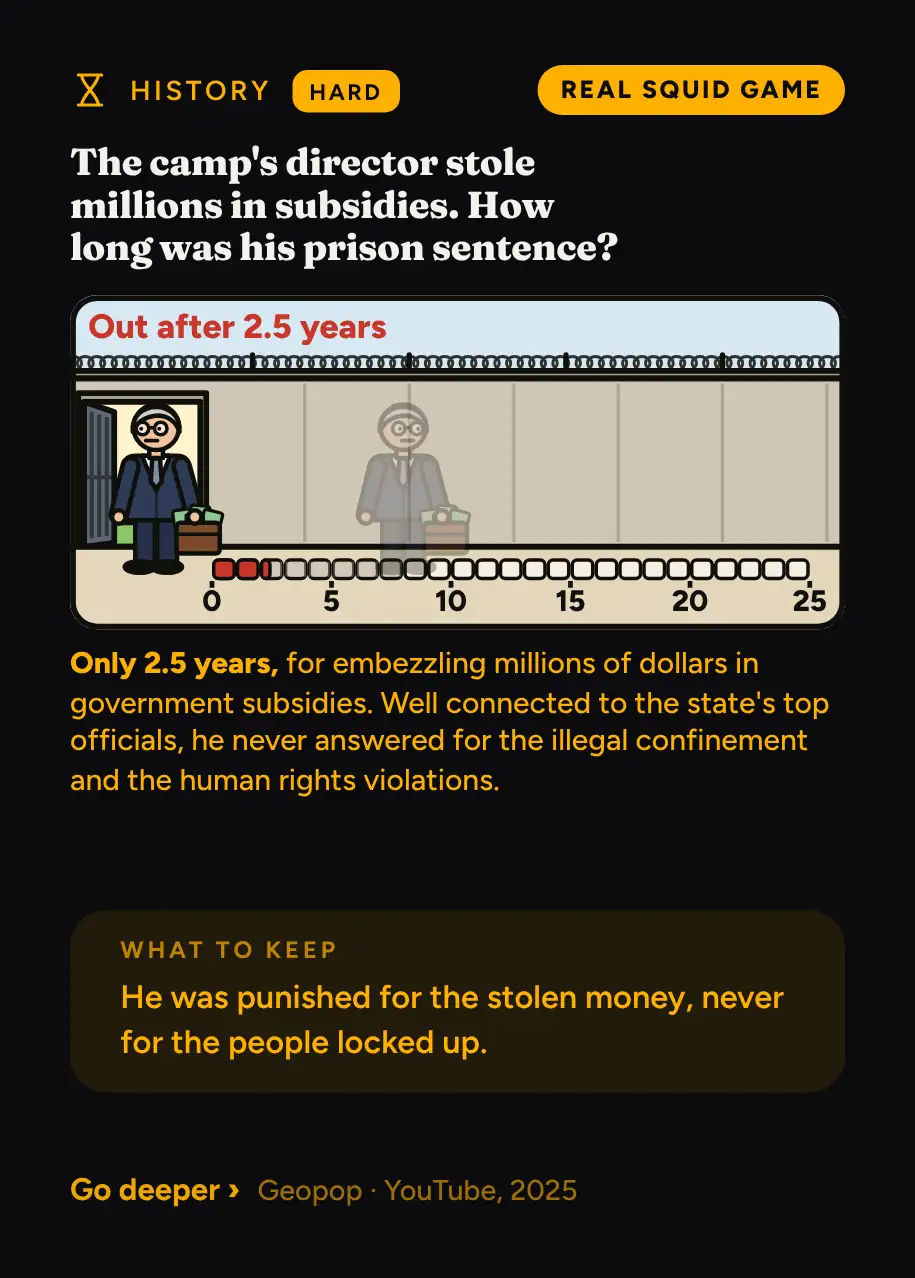 HISTORY HARD REAL SQUID GAME
The camp's director stole
millions in subsidies. How
long was his prison sentence?
Out after 2.5 years
0 5 10 15 20 25
Only 2.5 years, for embezzling millions of dollars in
government subsidies. Well connected to the state's top
officials, he never answered for the illegal confinement
and the human rights violations.
WHAT TO KEEP
He was punished for the stolen money, never
for the people locked up.
Go deeper › Geopop · YouTube, 2025